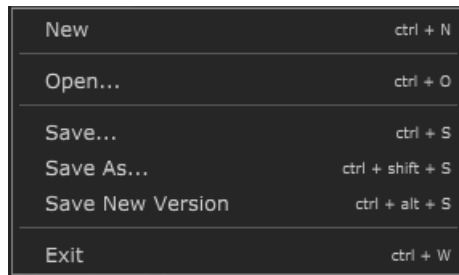 New ctrl + N
Open... ctrl + O
Save... ctrl + S
Save As... ctrl + shift + S
Save New Version ctrl + alt + S
Exit ctrl + W